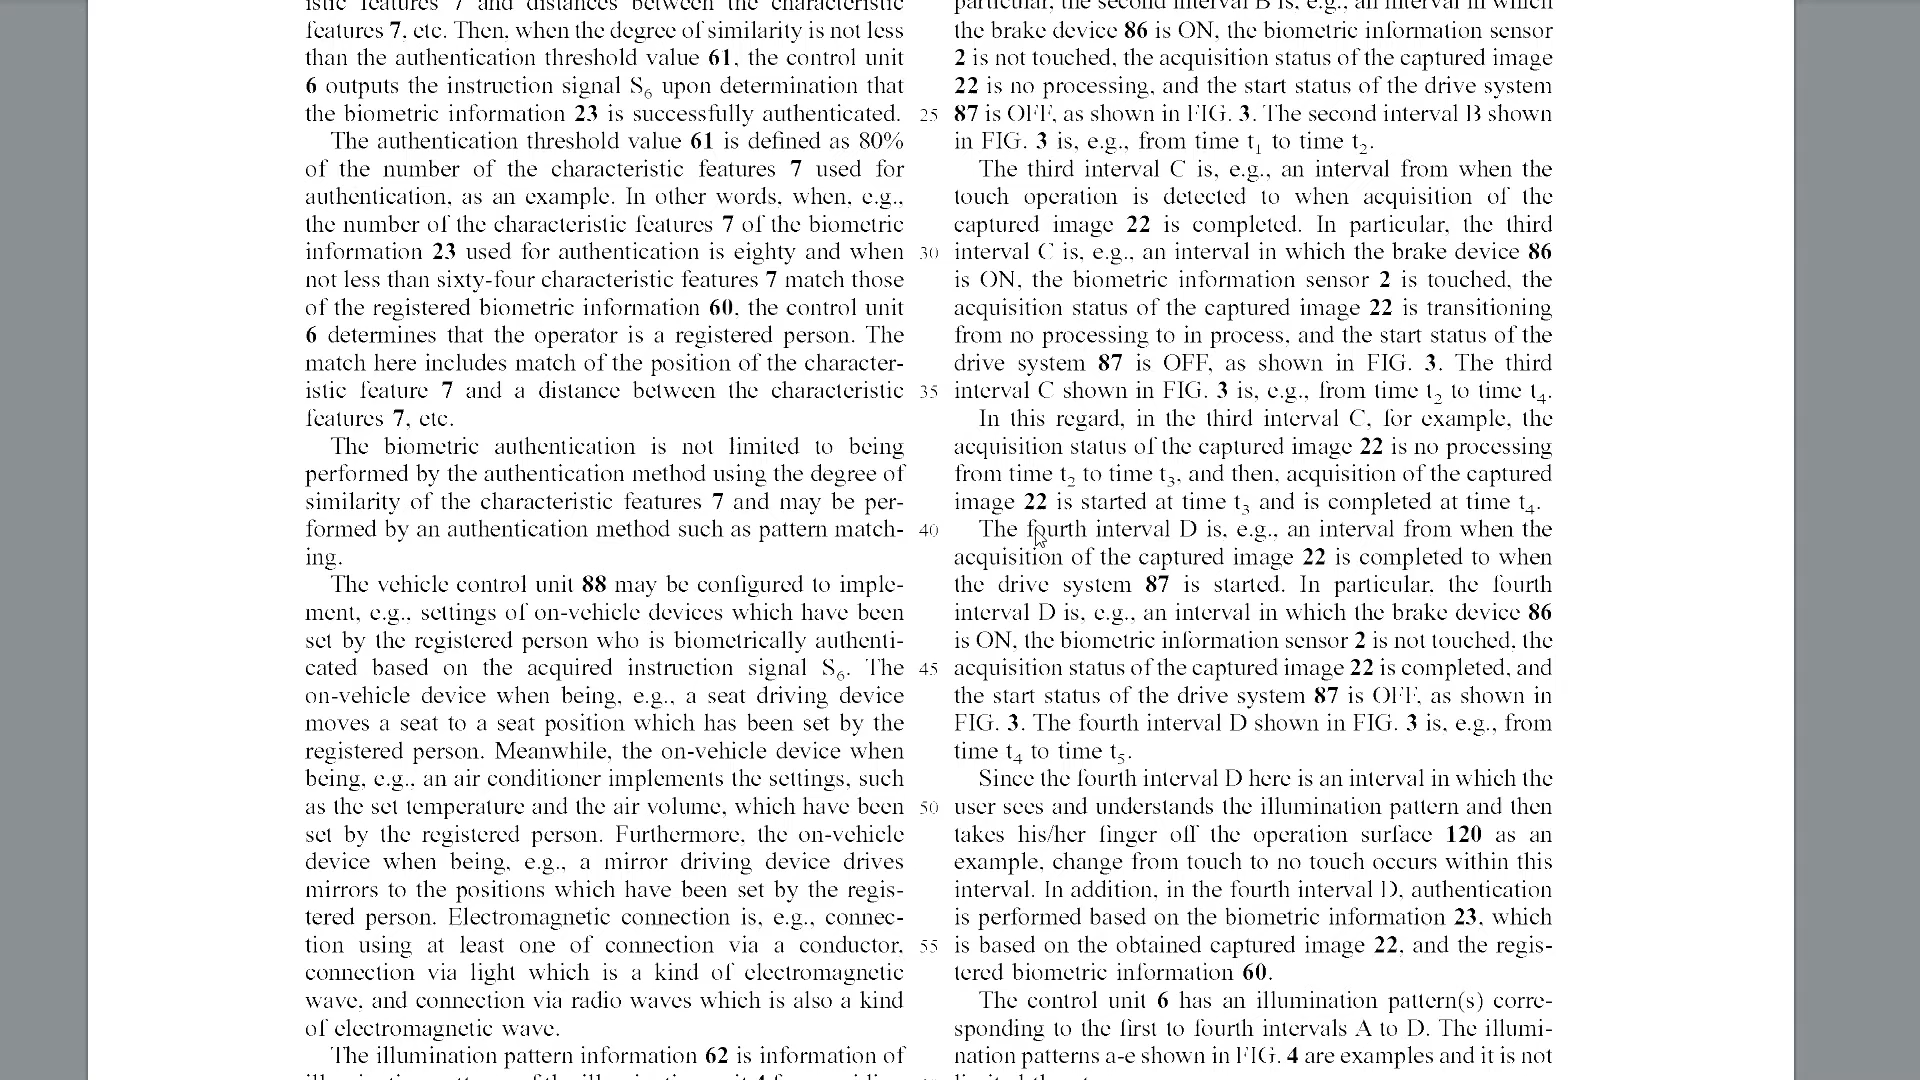 istic features 7 and distances between the characteristic
features 7, etc. Then, when the degree of similarity is not less
than the authentication threshold value 61, the control unit
6 outputs the instruction signal S6 upon determination that
the biometric information 23 is successfully authenticated.
The authentication threshold value 61 is defined as 80%
of the number of the characteristic features 7 used for
authentication, as an example. In other words, when, e.g.,
the number of the characteristic features 7 of the biometric
information 23 used for authentication is eighty and when
not less than sixty-four characteristic features 7 match those
of the registered biometric information 60, the control unit
6 determines that the operator is a registered person. The
match here includes match of the position of the character-
istic feature 7 and a distance between the characteristic
features 7, etc.
The biometric authentication is not limited to being
performed by the authentication method using the degree of
similarity of the characteristic features 7 and may be per-
formed by an authentication method such as pattern match-
ing.
The vehicle control unit 88 may be configured to imple-
ment, e.g., settings of on-vehicle devices which have been
set by the registered person who is biometrically authenti-
cated based on the acquired instruction signal S6. The
on-vehicle device when being, e.g., a seat driving device
moves a seat to a seat position which has been set by the
registered person. Meanwhile, the on-vehicle device when
being, e.g., an air conditioner implements the settings, such
as the set temperature and the air volume, which have been
set by the registered person. Furthermore, the on-vehicle
device when being, e.g., a mirror driving device drives
mirrors to the positions which have been set by the regis-
tered person. Electromagnetic connection is, e.g., connec-
tion using at least one of connection via a conductor,
connection via light which is a kind of electromagnetic
wave, and connection via radio waves which is also a kind
of electromagnetic wave.
The illumination pattern information 62 is information of
25
30
35
40
45
50
55
particular, the second interval B is, e.g., an interval in which
the brake device 86 is ON, the biometric information sensor
2 is not touched, the acquisition status of the captured image
22 is no processing, and the start status of the drive system
87 is OFF, as shown in FIG. 3. The second interval B shown
in FIG. 3 is, e.g., from time t1 to time t2.
The third interval C is, e.g., an interval from when the
touch operation is detected to when acquisition of the
captured image 22 is completed. In particular, the third
interval C is, e.g., an interval in which the brake device 86
is ON, the biometric information sensor 2 is touched, the
acquisition status of the captured image 22 is transitioning
from no processing to in process, and the start status of the
drive system 87 is OFF, as shown in FIG. 3. The third
interval C shown in FIG. 3 is, e.g., from time t2 to time t4.
In this regard, in the third interval C, for example, the
acquisition status of the captured image 22 is no processing
from time t2 to time t3, and then, acquisition of the captured
image 22 is started at time t3 and is completed at time t4.
The fourth interval D is, e.g., an interval from when the
acquisition of the captured image 22 is completed to when
the drive system 87 is started. In particular, the fourth
interval D is, e.g., an interval in which the brake device 86
is ON, the biometric information sensor 2 is not touched, the
acquisition status of the captured image 22 is completed, and
the start status of the drive system 87 is OFF, as shown in
FIG. 3. The fourth interval D shown in FIG. 3 is, e.g., from
time t4 to time t5.
Since the fourth interval D here is an interval in which the
user sees and understands the illumination pattern and then
takes his/her finger off the operation surface 120 as an
example, change from touch to no touch occurs within this
interval. In addition, in the fourth interval D, authentication
is performed based on the biometric information 23, which
is based on the obtained captured image 22, and the regis-
tered biometric information 60.
The control unit 6 has an illumination pattern(s) corre-
sponding to the first to fourth intervals A to D. The illumi-
nation patterns a-e shown in FIG. 4 are examples and it is not